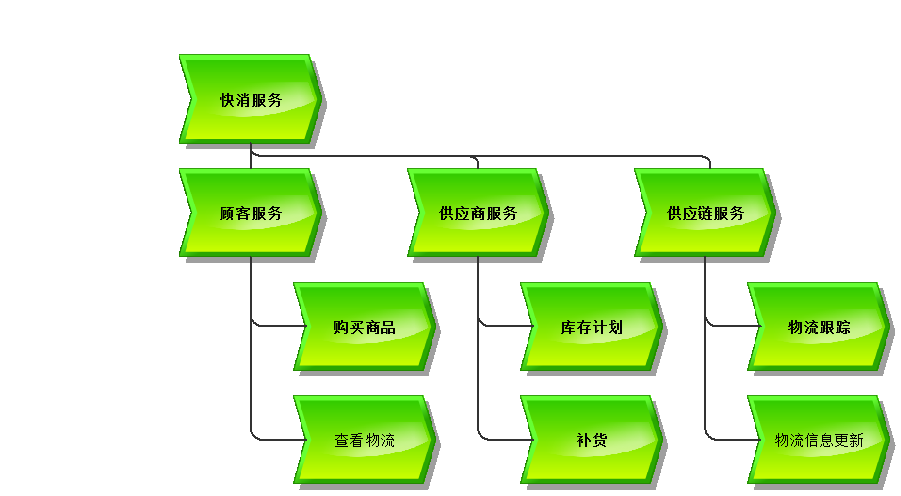 快消服务
顾客服务
供应商服务
供应链服务
购买商品
库存计划
物流跟踪
查看物流
补货
物流信息更新